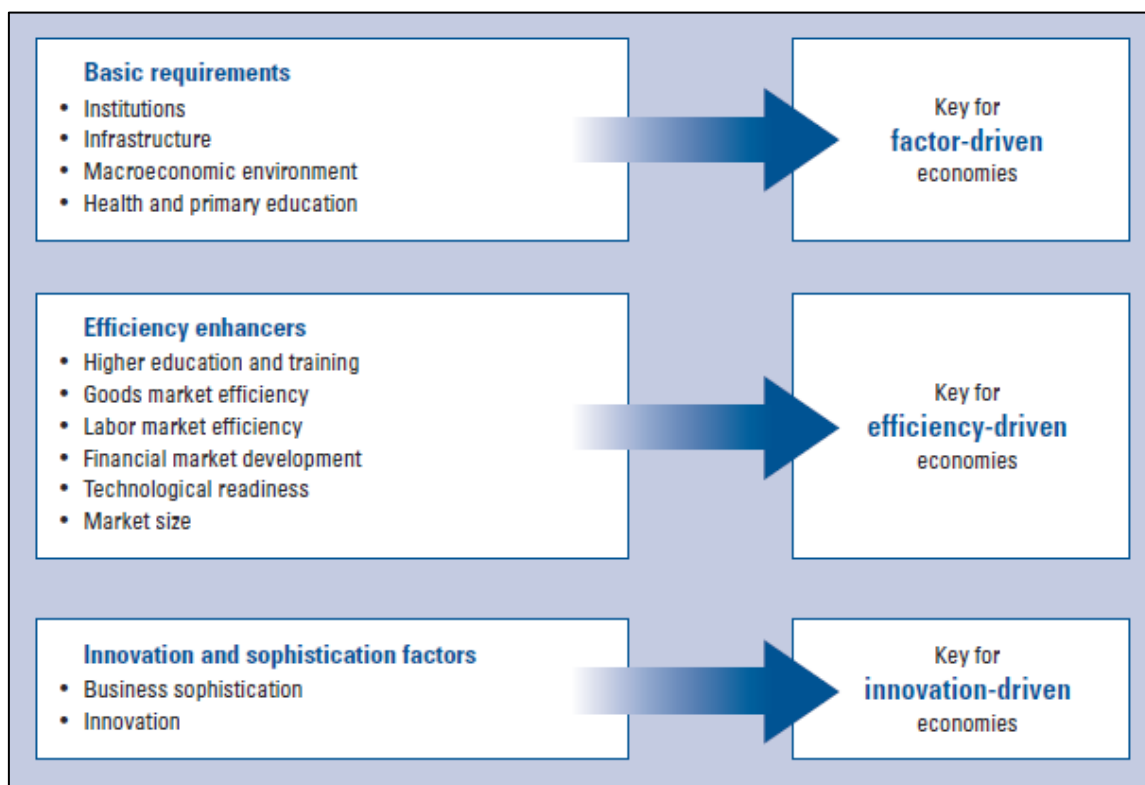 Basic requirements
• Institutions
• Infrastructure
• Macroeconomic environment
• Health and primary education
Key for
factor-driven
economies
Efficiency enhancers
• Higher education and training
• Goods market efficiency
• Labor market efficiency
• Financial market development
• Technological readiness
• Market size
Key for
efficiency-driven
economies
Innovation and sophistication factors
• Business sophistication
• Innovation
Key for
innovation-driven
economies